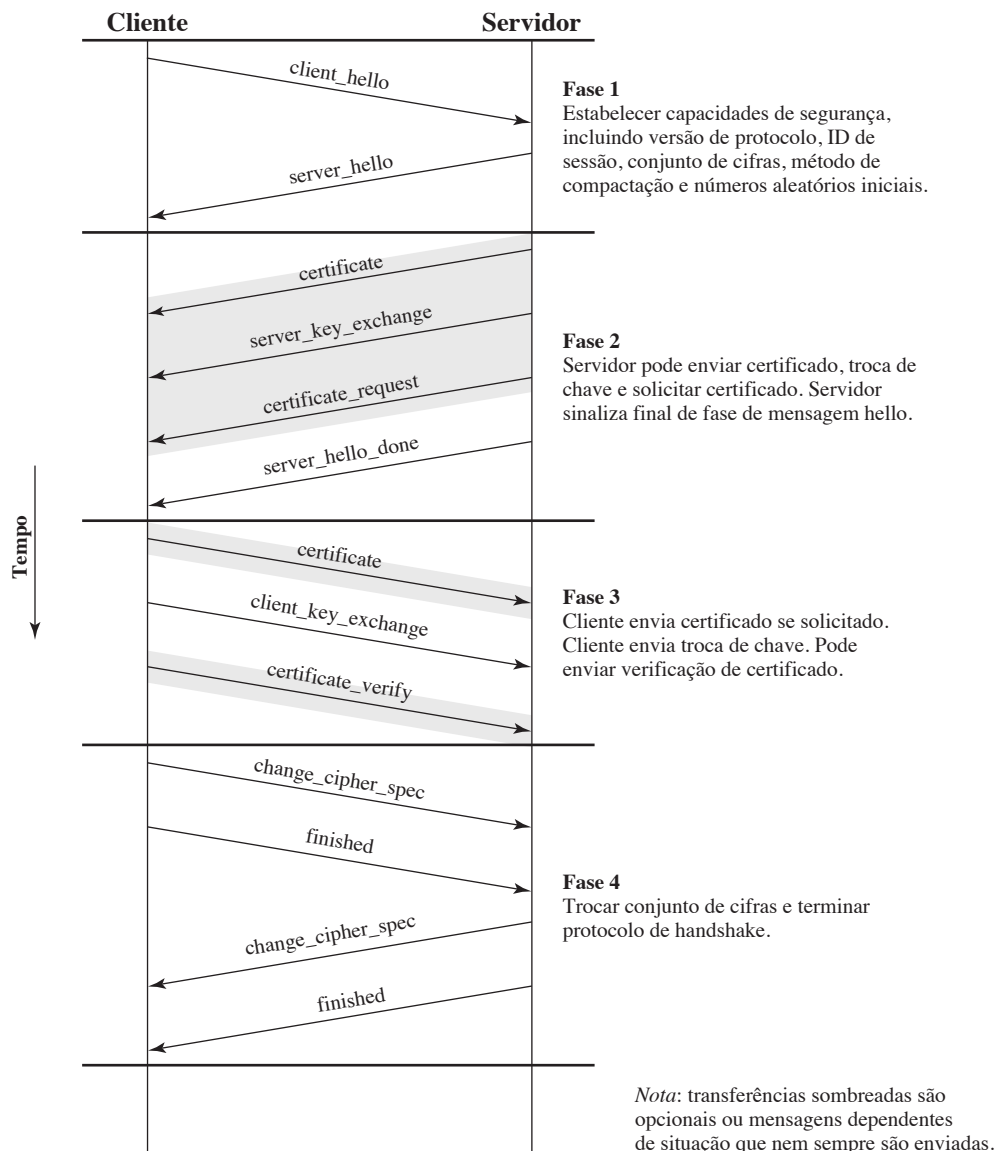 Cliente
Servidor
client_hello
server_hello
Fase 1
Estabelecer capacidades de segurança,
incluindo versão de protocolo, ID de
sessão, conjunto de cifras, método de
compactação e números aleatórios iniciais.
certificate
server_key_exchange
certificate_request
server_hello_done
Fase 2
Servidor pode enviar certificado, troca de
chave e solicitar certificado. Servidor
sinaliza final de fase de mensagem hello.
Tempo
certificate
client_key_exchange
certificate_verify
Fase 3
Cliente envia certificado se solicitado.
Cliente envia troca de chave. Pode
enviar verificação de certificado.
change_cipher_spec
finished
change_cipher_spec
finished
Fase 4
Trocar conjunto de cifras e terminar
protocolo de handshake.
Nota: transferências sombreadas são
opcionais ou mensagens dependentes
de situação que nem sempre são enviadas.